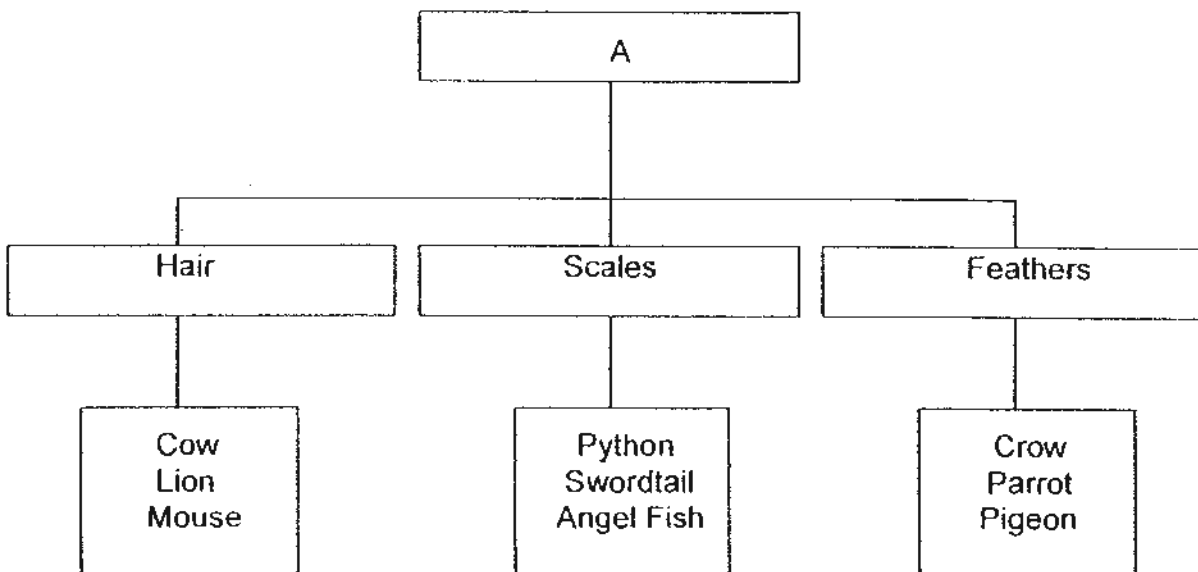 A
Hair
Scales
Feathers
Cow
Lion
Mouse
Python
Swordtail
Angel Fish
Crow
Parrot
Pigeon